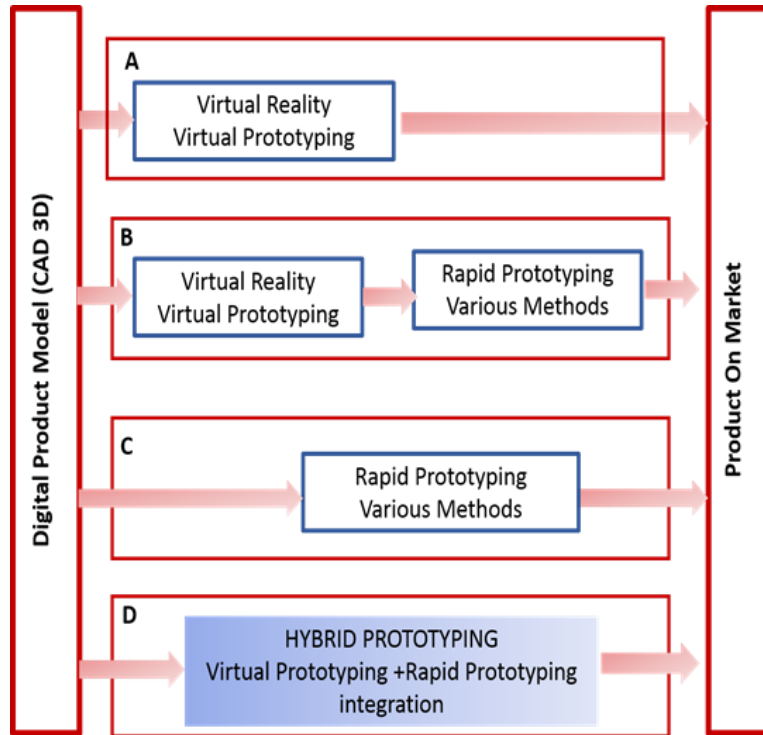 Digital Product Model (CAD 3D)
A
Virtual Reality
Virtual Prototyping
B
Virtual Reality
Virtual Prototyping
Rapid Prototyping
Various Methods
C
Rapid Prototyping
Various Methods
D
HYBRID PROTOTYPING
Virtual Prototyping +Rapid Prototyping
integration
Product On Market